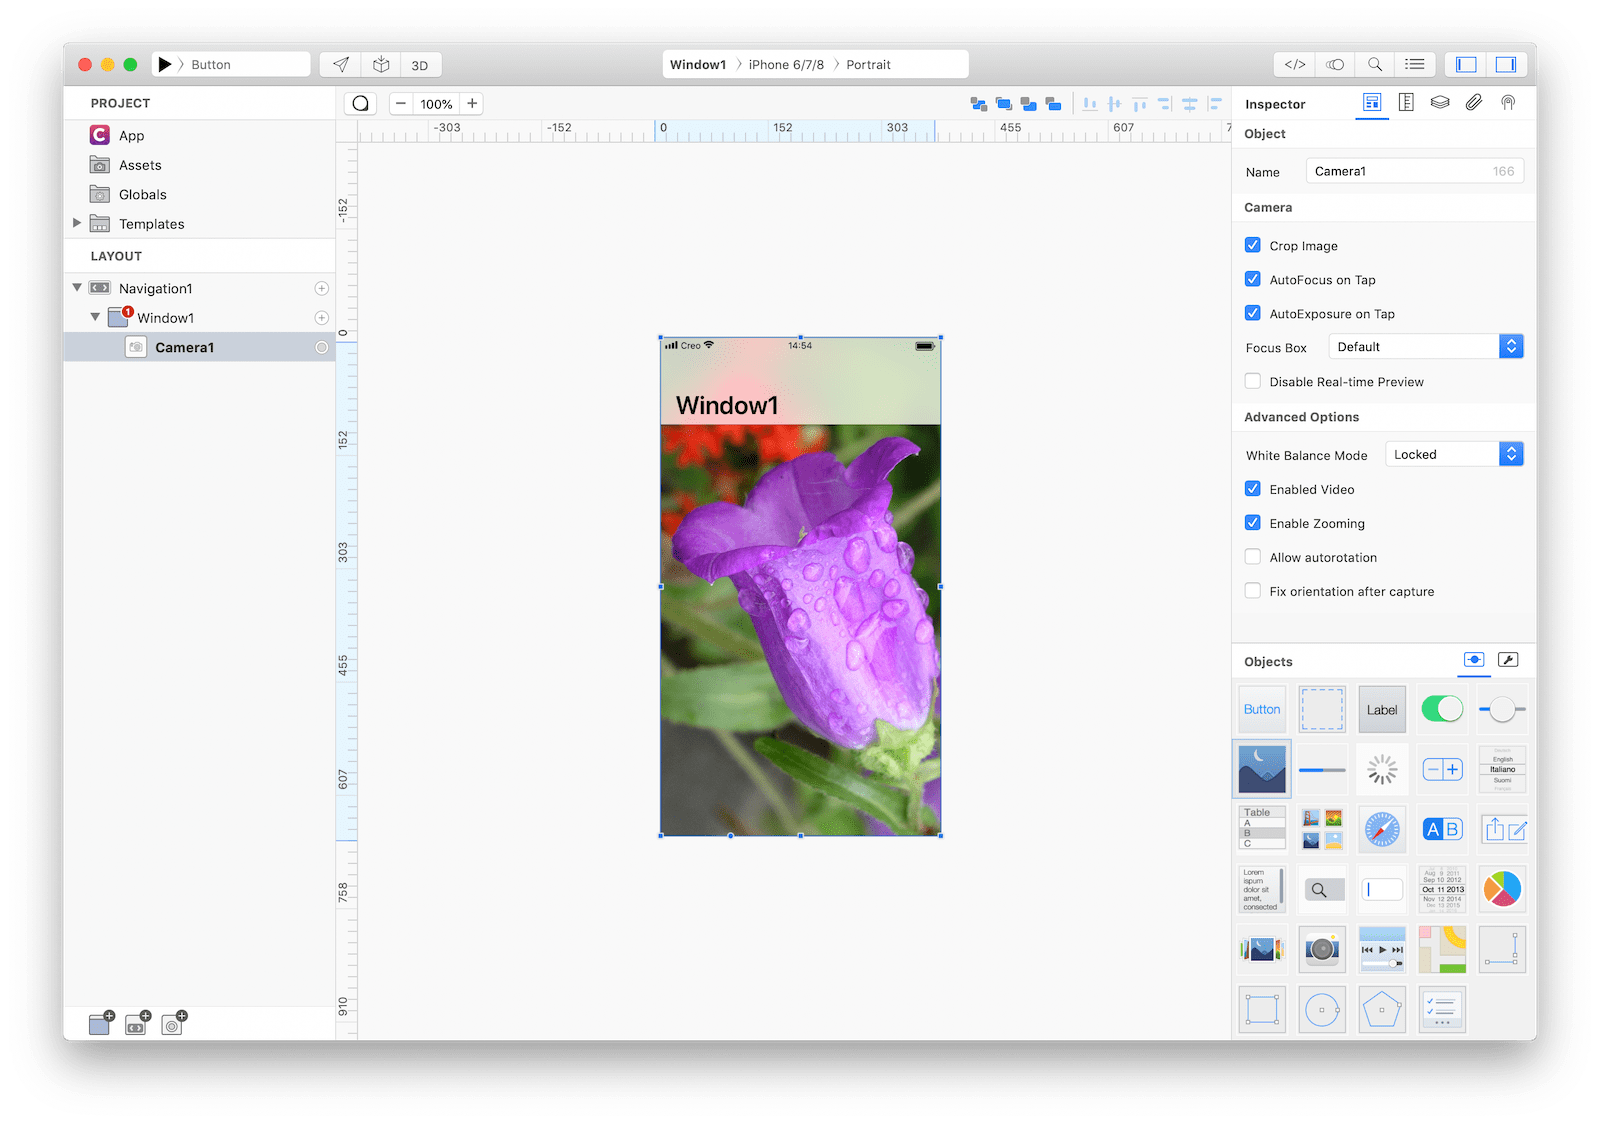 Button
3D
Window1
iPhone 6/7/8
Portrait
</>
PROJECT
App
Assets
Globals
Templates
LAYOUT
Navigation1
1
Window1
Camera1
100%
-303
-152
0
152
303
455
607
7
-152
0
152
303
455
607
758
910
Creo
14:54
Window1
Inspector
Object
Name
Camera1
166
Camera
Crop Image
AutoFocus on Tap
AutoExposure on Tap
Focus Box
Default
Disable Real-time Preview
Advanced Options
White Balance Mode
Locked
Enabled Video
Enable Zooming
Allow autorotation
Fix orientation after capture
Objects
Button
Label
English
Italiano
Suomi
Table
A
B
C
A B
Lorem
ispum
dolor sit
amet,
consected
Aug 9 2011
Sep 10 2012
Oct 11 2013
Nov 12 2014
Dec 13 2015